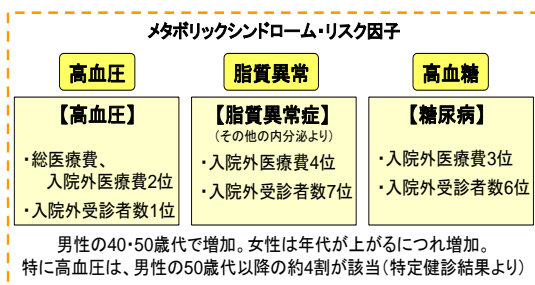 メタボリックシンドローム・リスク因子
高血圧
脂質異常
高血糖
【高血圧】
・総医療費、
入院外医療費2位
・入院外受診者数1位
【脂質異常症】
(その他の内分泌より)
・入院外医療費4位
・入院外受診者数7位
【糖尿病】
・入院外医療費3位
・入院外受診者数6位
男性の40・50歳代で増加。女性は年代が上がるにつれ増加。
特に高血圧は、男性の50歳代以降の約4割が該当(特定健診結果より)